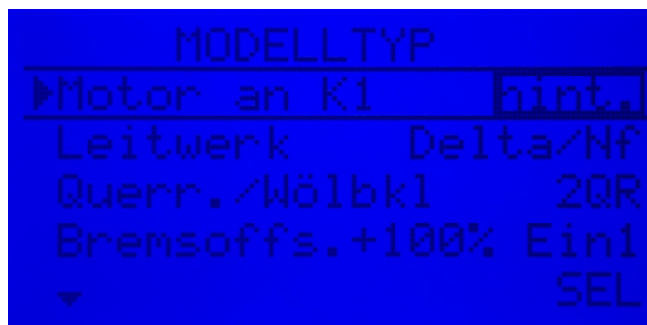 MODELLTYP
Motor an K1 hint.
Leitwerk Delta/Nf
Querr./Wölbkl 2QR
Bremsoffs.+100% Ein1
SEL